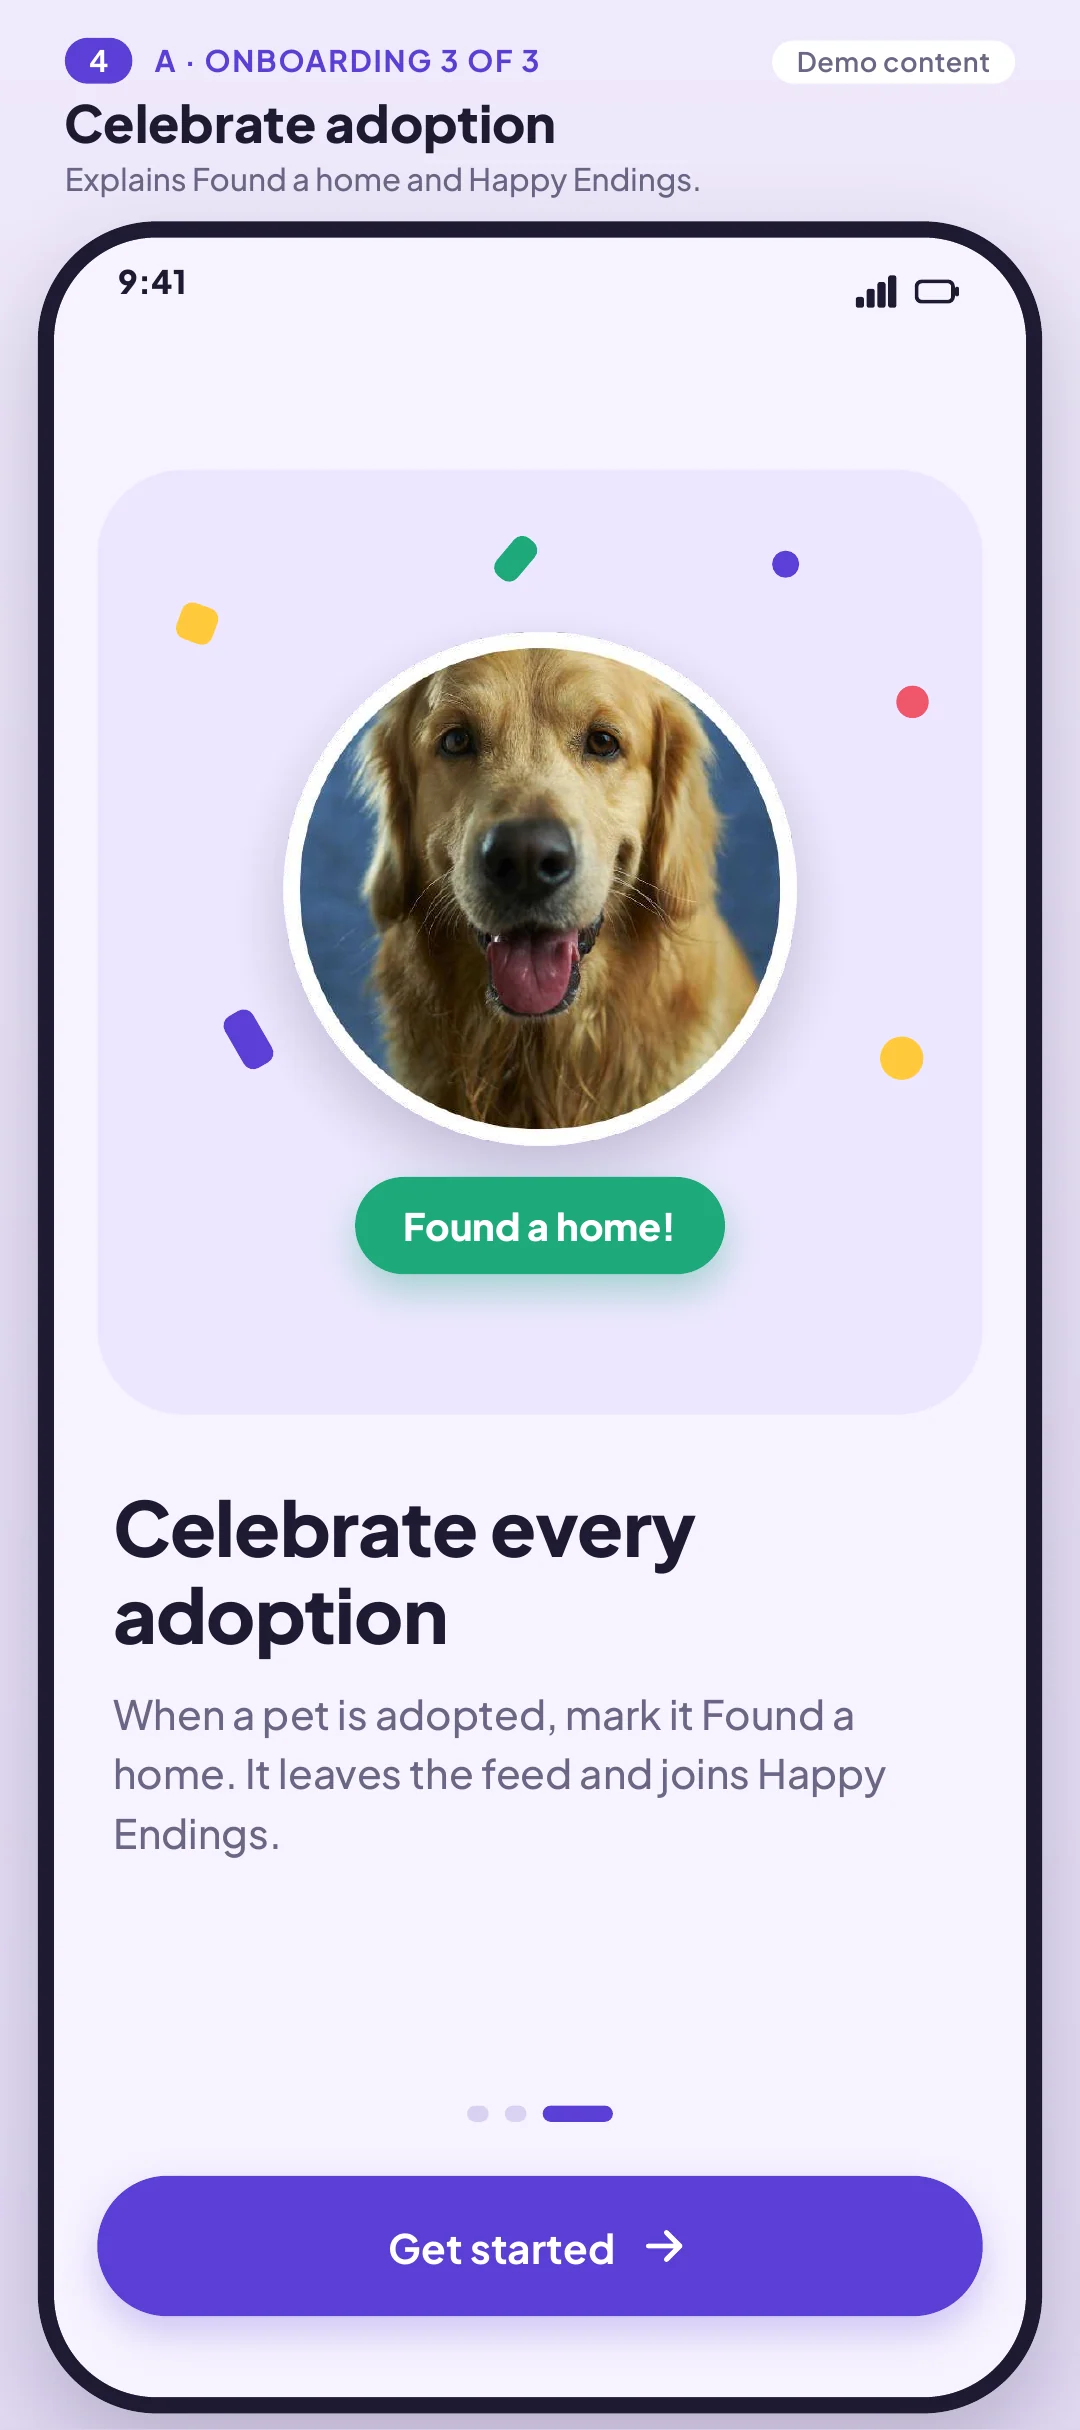 4 A · ONBOARDING 3 OF 3 Demo content
Celebrate adoption
Explains Found a home and Happy Endings.
9:41
Found a home!
Celebrate every
adoption
When a pet is adopted, mark it Found a
home. It leaves the feed and joins Happy
Endings.
Get started →